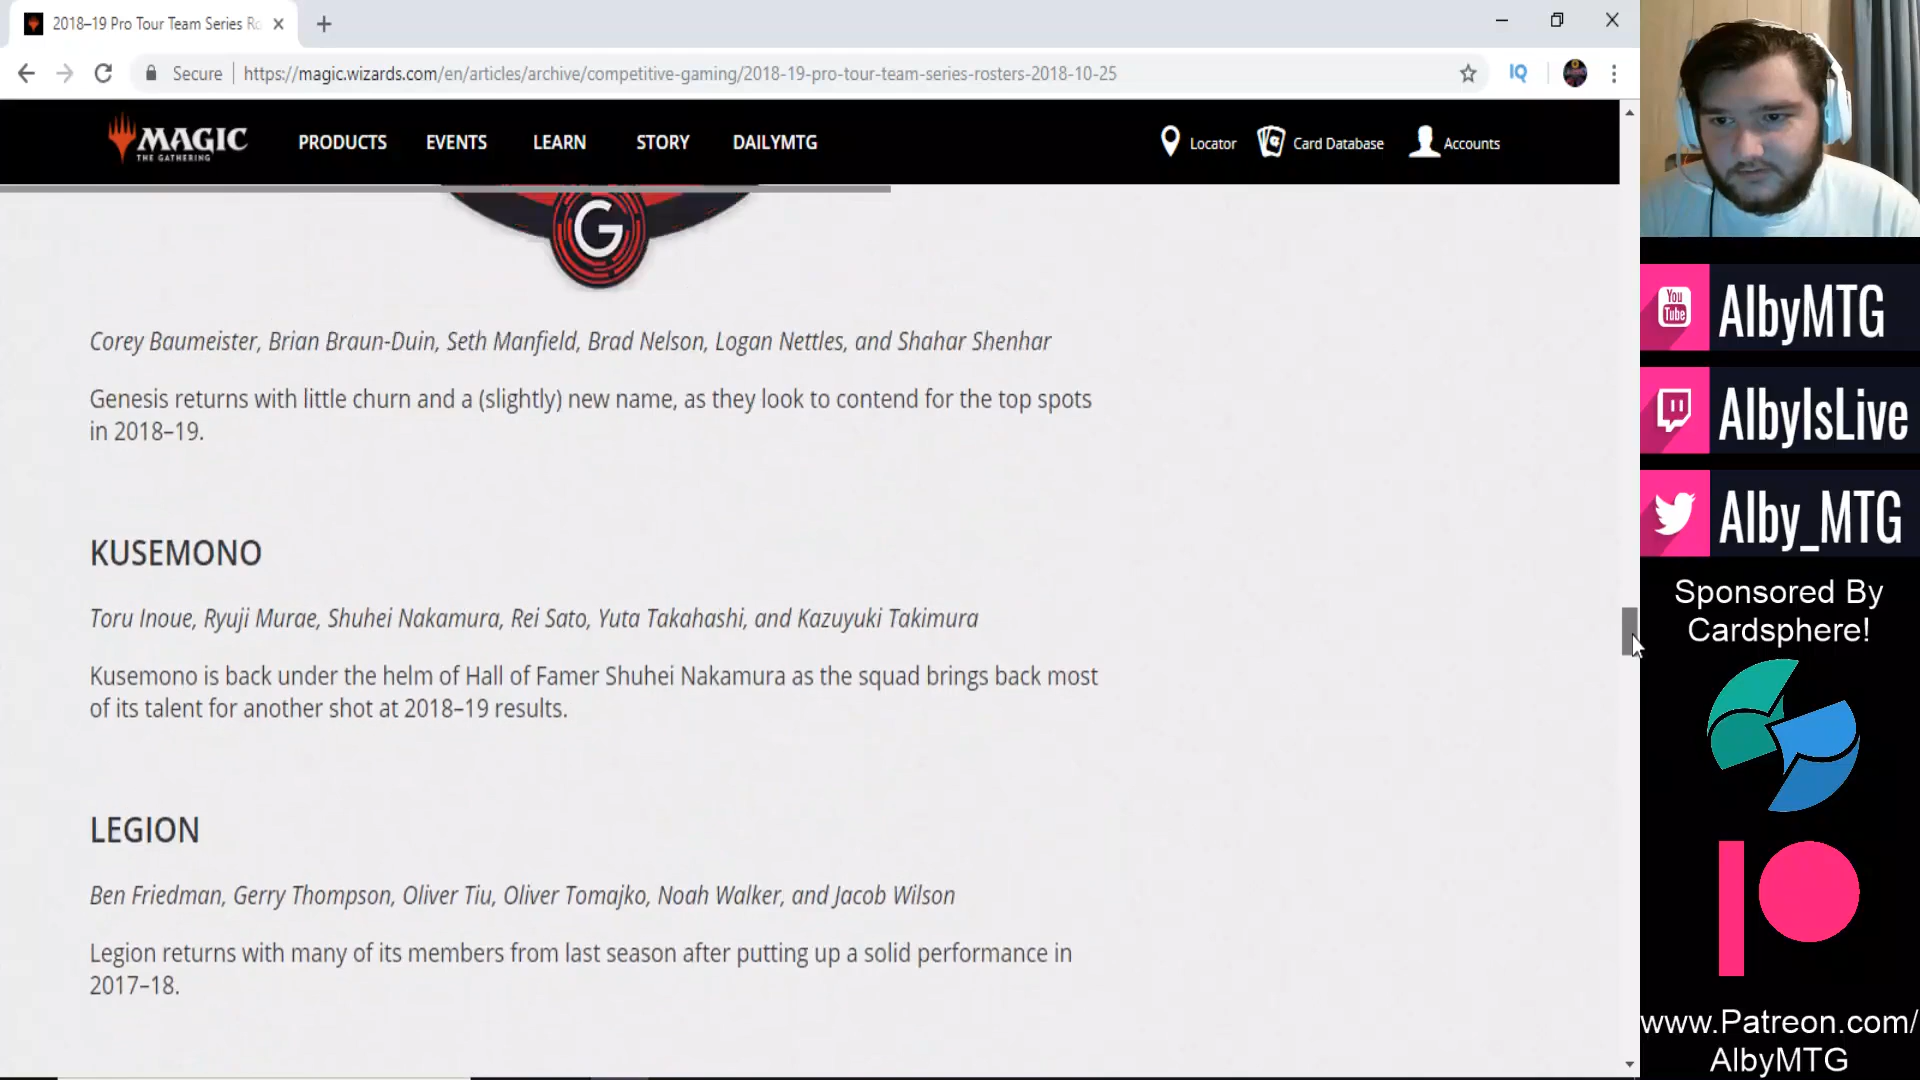 2018–19 Pro Tour Team Series Ro
Secure
https://magic.wizards.com/en/articles/archive/competitive-gaming/2018-19-pro-tour-team-series-rosters-2018-10-25
IQ
MAGIC
THE GATHERING
PRODUCTS
EVENTS
LEARN
STORY
DAILYMTG
Locator
Card Database
Accounts
G
Corey Baumeister, Brian Braun-Duin, Seth Manfield, Brad Nelson, Logan Nettles, and Shahar Shenhar
Genesis returns with little churn and a (slightly) new name, as they look to contend for the top spots
in 2018–19.
KUSEMONO
Toru Inoue, Ryuji Murae, Shuhei Nakamura, Rei Sato, Yuta Takahashi, and Kazuyuki Takimura
Kusemono is back under the helm of Hall of Famer Shuhei Nakamura as the squad brings back most
of its talent for another shot at 2018–19 results.
LEGION
Ben Friedman, Gerry Thompson, Oliver Tiu, Oliver Tomajko, Noah Walker, and Jacob Wilson
Legion returns with many of its members from last season after putting up a solid performance in
2017–18.
You
Tube
AlbyMTG
AlbyIsLive
Alby_MTG
Sponsored By
Cardsphere!
www.Patreon.com/
AlbyMTG